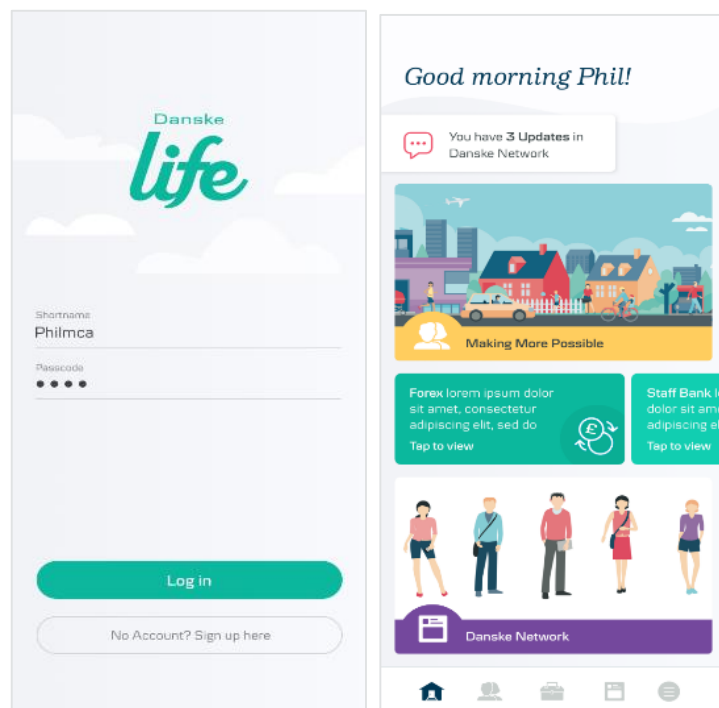 Danske
life
Shortname
Philmca
Passcode
Log in
No Account? Sign up here
Good morning Phil!
You have 3 Updates in
Danske Network
Making More Possible
Forex lorem ipsum dolor
sit amet, consectetur
adipiscing elit, sed do
Tap to view
Staff Bank
dolor sit am
adipiscing e
Tap to view
Danske Network